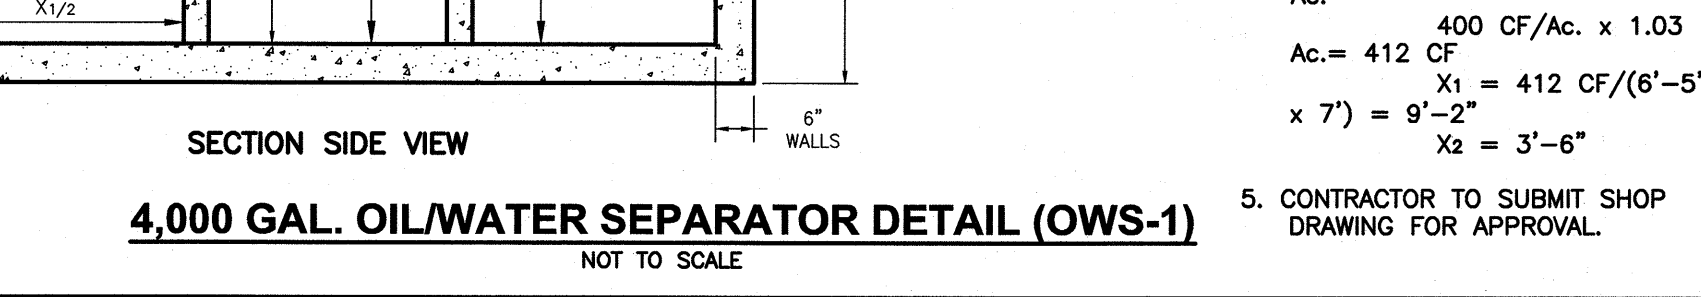 X1/2
6"
WALLS
SECTION SIDE VIEW
4,000 GAL. OIL/WATER SEPARATOR DETAIL (OWS-1)
NOT TO SCALE
400 CF/Ac. x 1.03
Ac.= 412 CF
X1 = 412 CF/(6'-5'
x 7') = 9'-2"
X2 = 3'-6"
5. CONTRACTOR TO SUBMIT SHOP
DRAWING FOR APPROVAL.